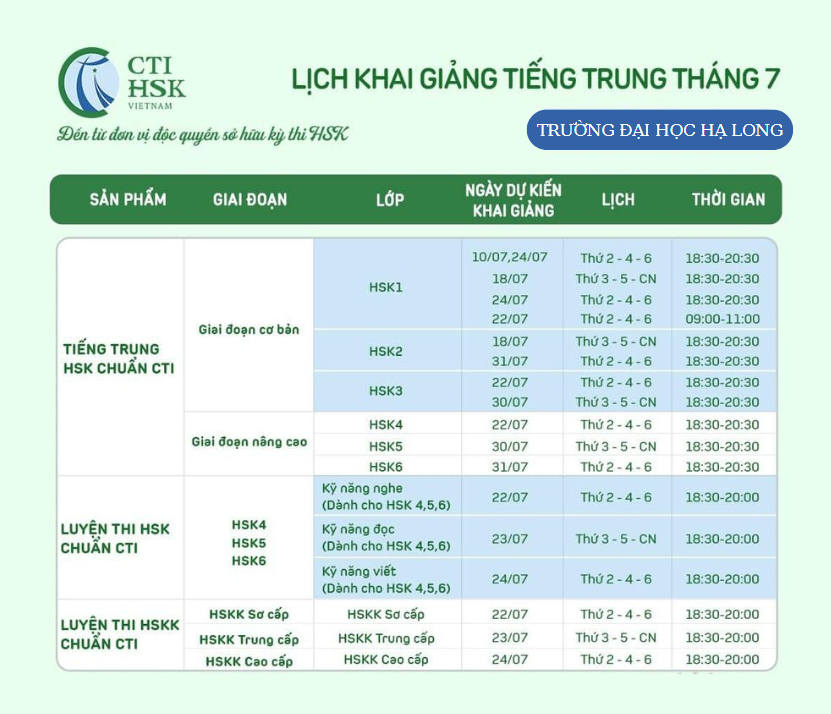 CTI
HSK
VIETNAM
Đến từ đơn vị độc quyền sở hữu kỳ thi HSK
LỊCH KHAI GIẢNG TIẾNG TRUNG THÁNG 7
TRƯỜNG ĐẠI HỌC HẠ LONG
SẢN PHẨM GIAI ĐOẠN LỚP NGÀY DỰ KIẾN KHAI GIẢNG LỊCH THỜI GIAN
TIẾNG TRUNG
HSK CHUẨN CTI
Giai đoạn cơ bản
HSK1
10/07,24/07 Thứ 2 - 4 - 6 18:30-20:30
18/07 Thứ 3 - 5 - CN 18:30-20:30
24/07 Thứ 2 - 4 - 6 18:30-20:30
22/07 Thứ 2 - 4 - 6 09:00-11:00
HSK2
18/07 Thứ 3 - 5 - CN 18:30-20:30
31/07 Thứ 2 - 4 - 6 18:30-20:30
HSK3
22/07 Thứ 2 - 4 - 6 18:30-20:30
30/07 Thứ 3 - 5 - CN 18:30-20:30
Giai đoạn nâng cao
HSK4 22/07 Thứ 2 - 4 - 6 18:30-20:30
HSK5 30/07 Thứ 3 - 5 - CN 18:30-20:30
HSK6 31/07 Thứ 2 - 4 - 6 18:30-20:30
LUYỆN THI HSK
CHUẨN CTI
HSK4
HSK5
HSK6
Kỹ năng nghe
(Dành cho HSK 4,5,6) 22/07 Thứ 2 - 4 - 6 18:30-20:00
Kỹ năng đọc
(Dành cho HSK 4,5,6) 23/07 Thứ 3 - 5 - CN 18:30-20:00
Kỹ năng viết
(Dành cho HSK 4,5,6) 24/07 Thứ 2 - 4 - 6 18:30-20:00
LUYỆN THI HSKK
CHUẨN CTI
HSKK Sơ cấp HSKK Sơ cấp 22/07 Thứ 2 - 4 - 6 18:30-20:00
HSKK Trung cấp HSKK Trung cấp 23/07 Thứ 3 - 5 - CN 18:30-20:00
HSKK Cao cấp HSKK Cao cấp 24/07 Thứ 2 - 4 - 6 18:30-20:00